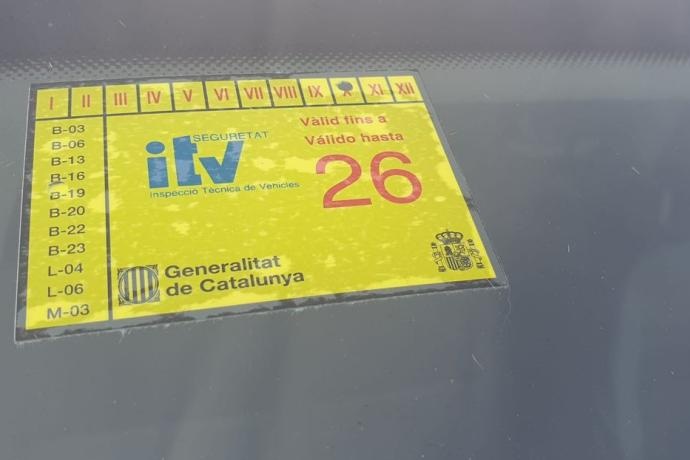 I II III IV V VI VII VIII IX X XI XII
B-03
B-06
B-13
B-16
B-19
B-20
B-22
B-23
L-04
L-06
M-03
SEGURETAT
itv
Inspecció Tècnica de Vehicles
Vàlid fins a
Válido hasta
26
Generalitat
de Catalunya